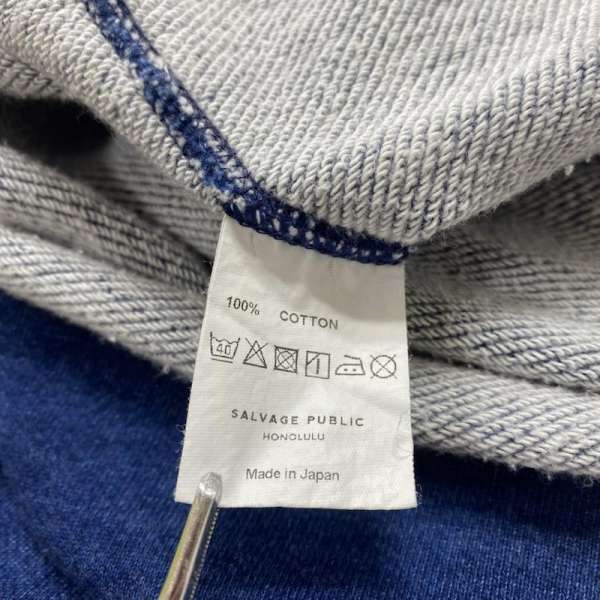 100% COTTON
40
SALVAGE PUBLIC
HONOLULU
Made in Japan